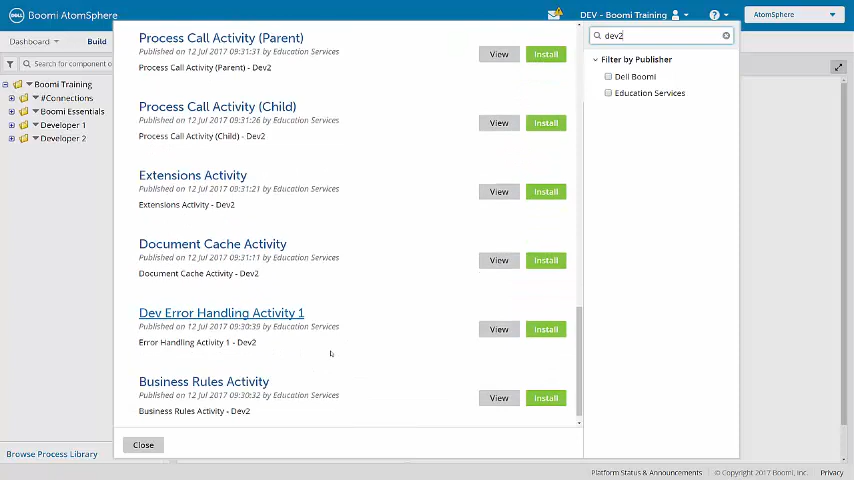 DELL Boomi AtomSphere
DEV - Boomi Training
AtomSphere
Dashboard
Build
Search for component o
Boomi Training
#Connections
Boomi Essentials
Developer 1
Developer 2
Process Call Activity (Parent)
Published on 12 Jul 2017 09:31:31 by Education Services
Process Call Activity (Parent) - Dev2
View
Install
Process Call Activity (Child)
Published on 12 Jul 2017 09:31:26 by Education Services
Process Call Activity (Child) - Dev2
View
Install
Extensions Activity
Published on 12 Jul 2017 09:31:21 by Education Services
Extensions Activity - Dev2
View
Install
Document Cache Activity
Published on 12 Jul 2017 09:31:11 by Education Services
Document Cache Activity - Dev2
View
Install
Dev Error Handling Activity 1
Published on 12 Jul 2017 09:30:39 by Education Services
Error Handling Activity 1 - Dev2
View
Install
Business Rules Activity
Published on 12 Jul 2017 09:30:32 by Education Services
Business Rules Activity - Dev2
View
Install
Close
dev2
Filter by Publisher
Dell Boomi
Education Services
Browse Process Library
Platform Status & Announcements
© Copyright 2017 Boomi, Inc.
Privacy